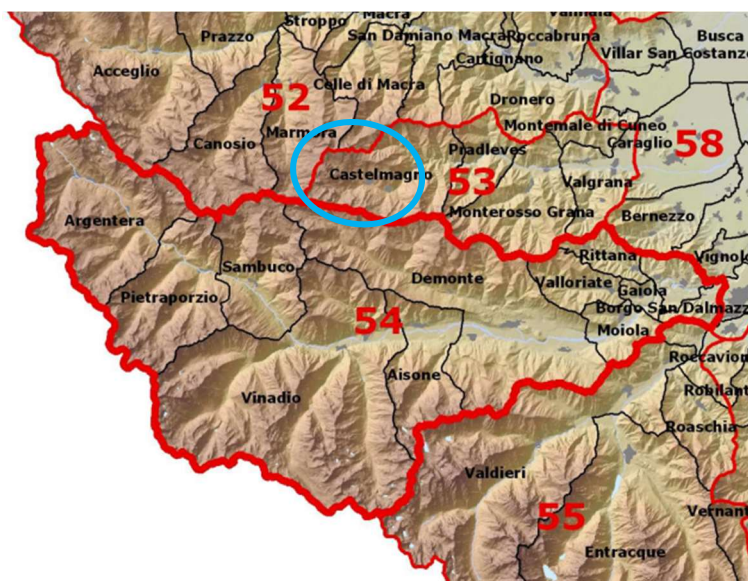 Stroppo
Macra
Prazzo
San Damiano Macra
Roccabruna
Busca
Villar San Costanzo
Acceglio
Cartignano
Celle di Macra
52
Dronero
Marmora
Montemale di Cuneo
Canosio
Pradleves
Caraglio
58
Castelmagno
53
Valgrana
Argentera
Monterosso Grana
Bernezzo
Sambuco
Rittana
Vignol
Demonte
Valloriate
Gaiola
Pietraporzio
Borgo San Dalmazz
54
Moiola
Roccavion
Aisone
Vinadio
Robilant
Roaschia
Valdieri
55
Vernant
Entracque